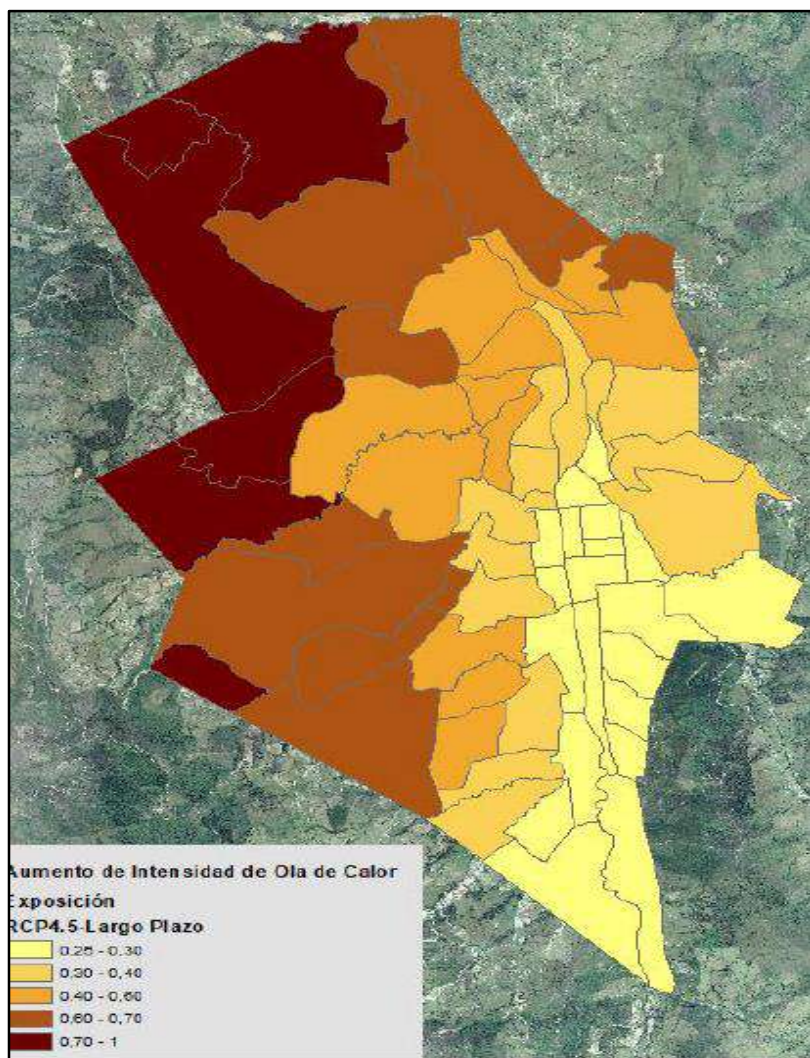 Aumento de Intensidad de Ola de Calor
Exposición
RCP4.5-Largo Plazo
0,25 - 0,30
0,30 - 0,40
0,40 - 0,60
0,60 - 0,70
0,70 - 1